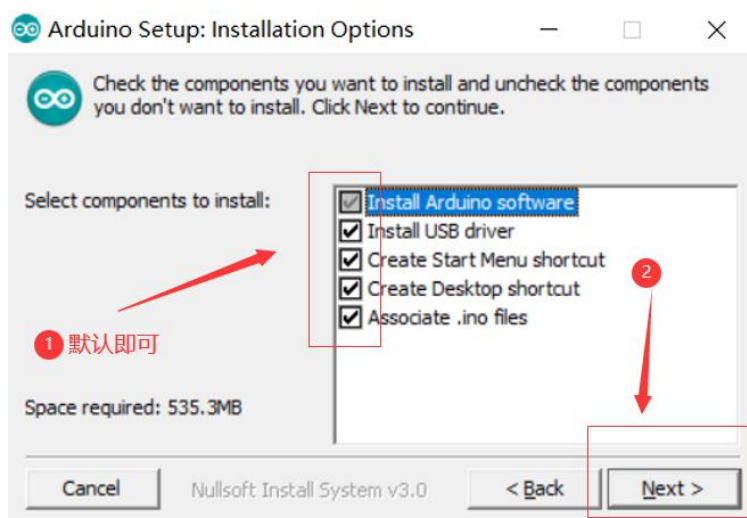 Arduino Setup: Installation Options
Check the components you want to install and uncheck the components
you don't want to install. Click Next to continue.
Select components to install:
Install Arduino software
Install USB driver
Create Start Menu shortcut
Create Desktop shortcut
Associate .ino files
2
1 默认即可
Space required: 535.3MB
Cancel
Nullsoft Install System v3.0
< Back
Next >